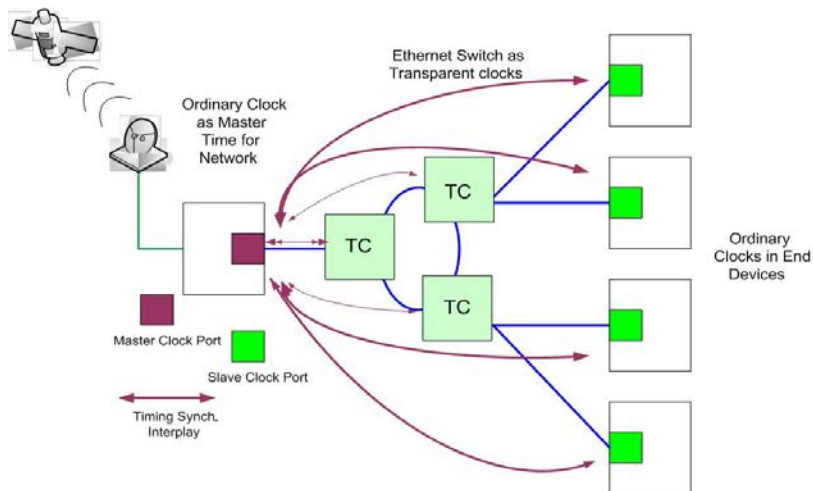 Ethernet Switch as
Transparent clocks
Ordinary Clock
as Master
Time for
Network
TC
TC
TC
Ordinary
Clocks in End
Devices
Master Clock Port
Slave Clock Port
Timing Synch.
Interplay